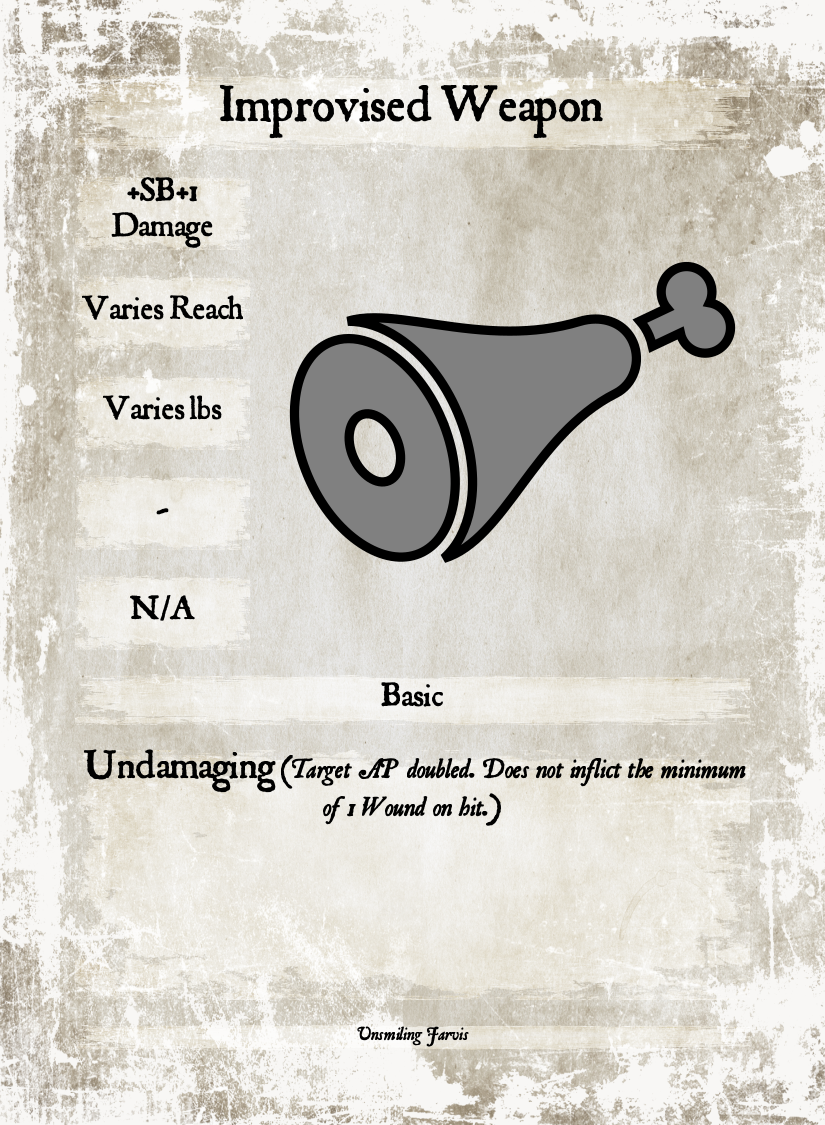 Improvised Weapon
+SB+1
Damage
Varies Reach
Varies lbs
-
N/A
Basic
Undamaging (Target AP doubled. Does not inflict the minimum
of 1 Wound on hit.)
Unsmiling Jarvis